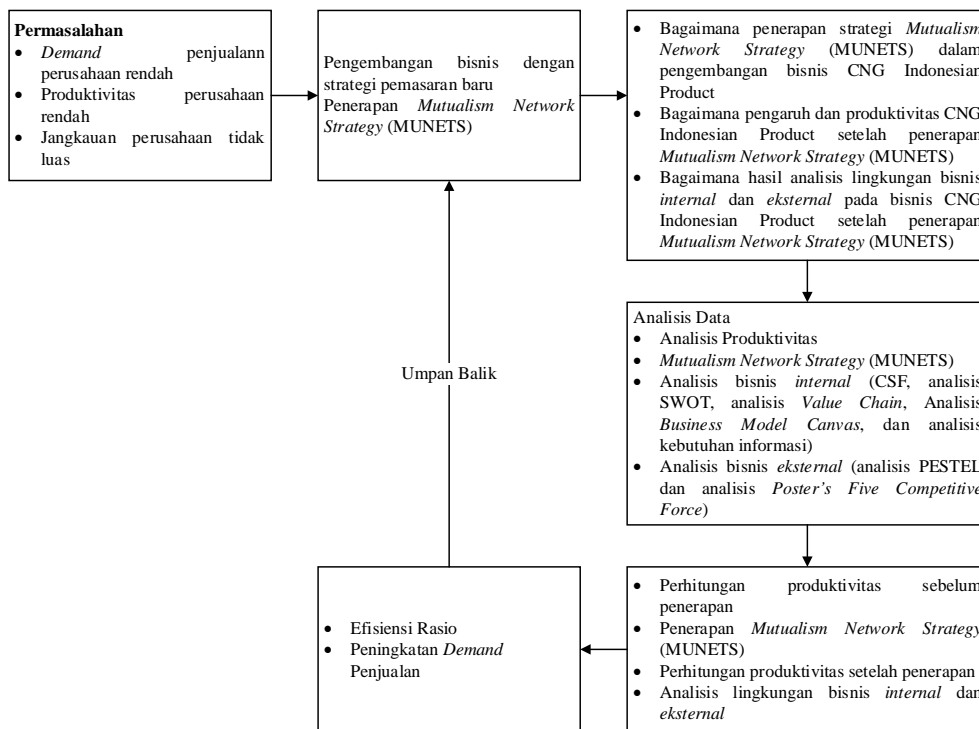 Permasalahan
• Demand penjualann
perusahaan rendah
• Produktivitas perusahaan
rendah
• Jangkauan perusahaan tidak
luas
Pengembangan bisnis dengan
strategi pemasaran baru
Penerapan Mutualism Network
Strategy (MUNETS)
• Bagaimana penerapan strategi Mutualism
Network Strategy (MUNETS) dalam
pengembangan bisnis CNG Indonesian
Product
• Bagaimana pengaruh dan produktivitas CNG
Indonesian Product setelah penerapan
Mutualism Network Strategy (MUNETS)
• Bagaimana hasil analisis lingkungan bisnis
internal dan eksternal pada bisnis CNG
Indonesian Product setelah penerapan
Mutualism Network Strategy (MUNETS)
Analisis Data
• Analisis Produktivitas
• Mutualism Network Strategy (MUNETS)
• Analisis bisnis internal (CSF, analisis
SWOT, analisis Value Chain, Analisis
Business Model Canvas, dan analisis
kebutuhan informasi)
• Analisis bisnis eksternal (analisis PESTEL
dan analisis Poster's Five Competitive
Force)
• Perhitungan produktivitas sebelum
penerapan
• Penerapan Mutualism Network Strategy
(MUNETS)
• Perhitungan produktivitas setelah penerapan
• Analisis lingkungan bisnis internal dan
eksternal
• Efisiensi Rasio
• Peningkatan Demand
Penjualan
Umpan Balik